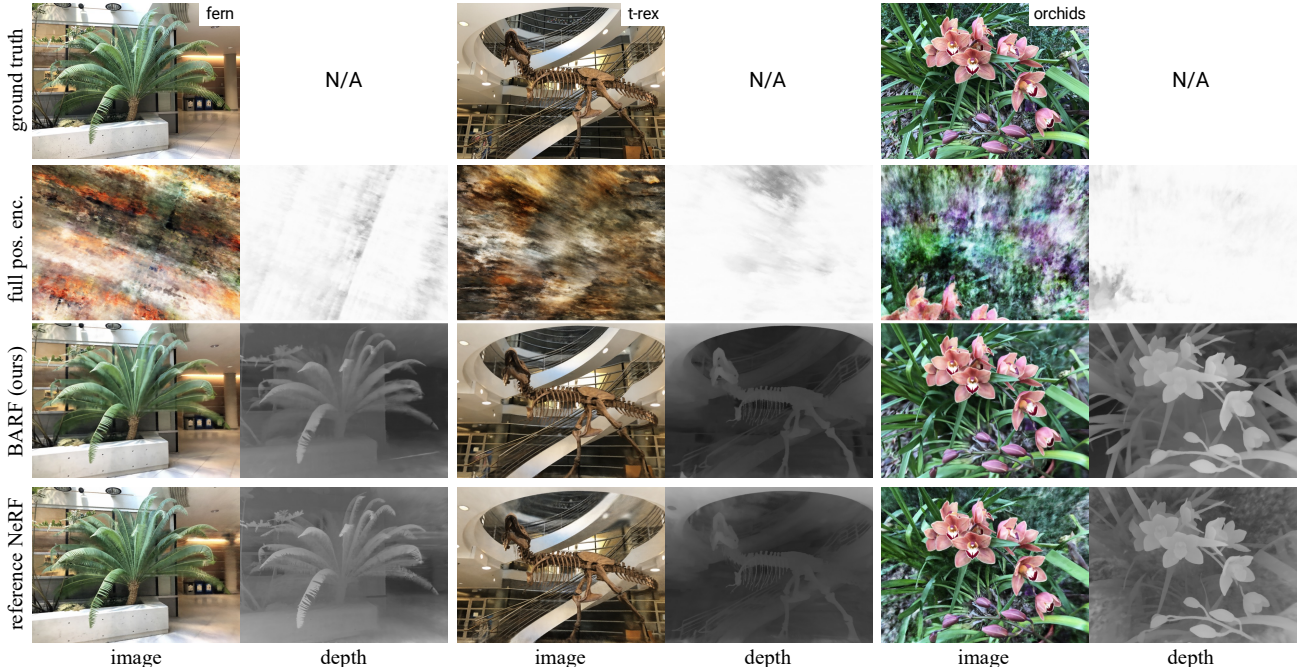 ground truth
fern
N/A
t-rex
N/A
orchids
N/A
full pos. enc.
BARF (ours)
reference NeRF
image
depth
image
depth
image
depth